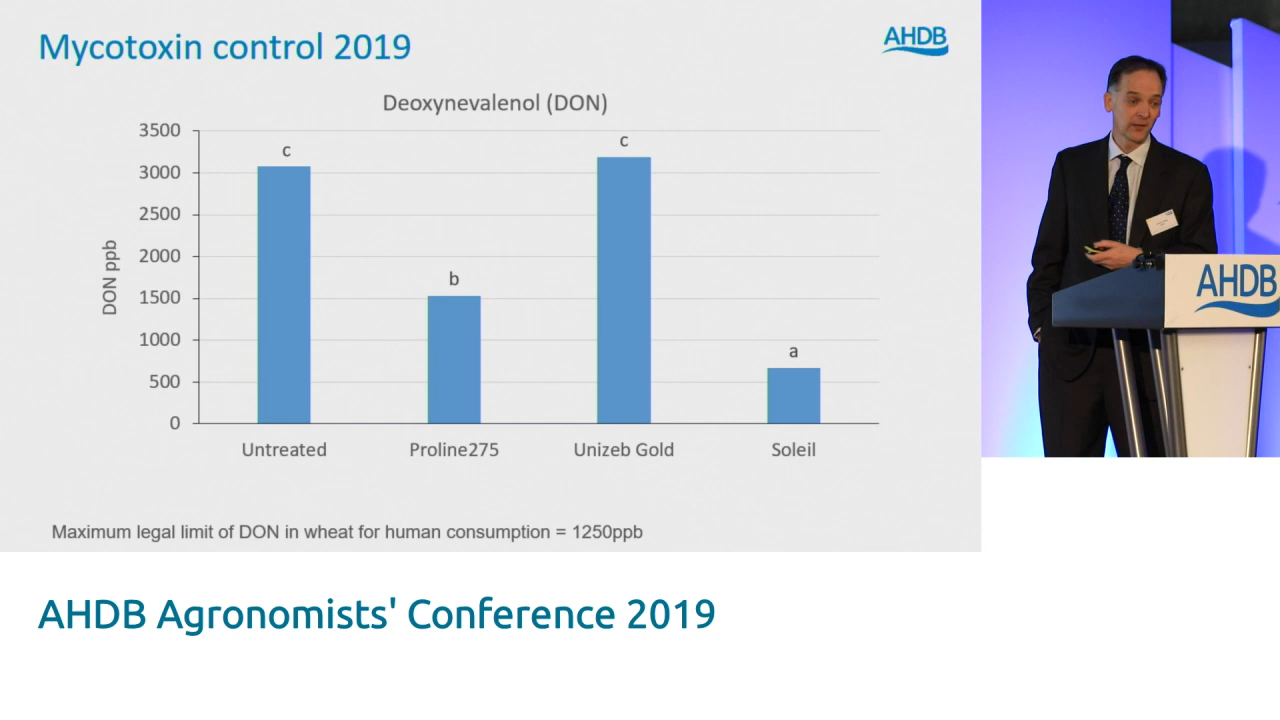 Mycotoxin control 2019
AHDB
Deoxynevalenol (DON)
3500
3000
2500
2000
1500
1000
500
0
DON ppb
c
b
c
a
Untreated
Proline275
Unizeb Gold
Soleil
Maximum legal limit of DON in wheat for human consumption = 1250ppb
AHDB
AHDB Agronomists' Conference 2019